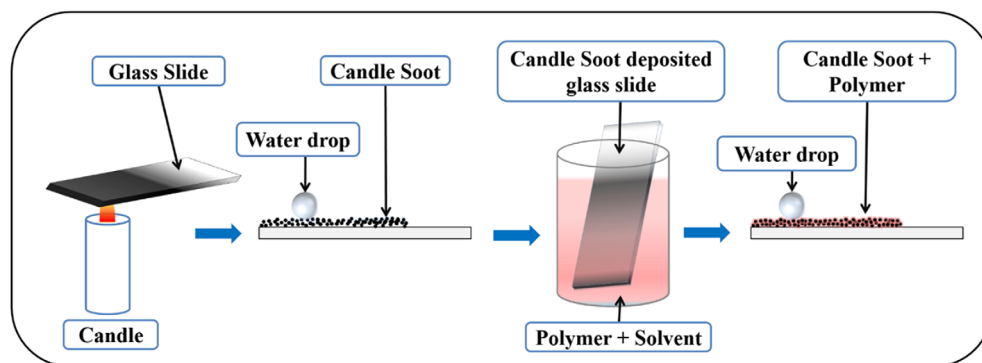 Glass Slide
Candle Soot
Candle Soot deposited
glass slide
Candle Soot +
Polymer
Water drop
Water drop
Candle
Polymer + Solvent